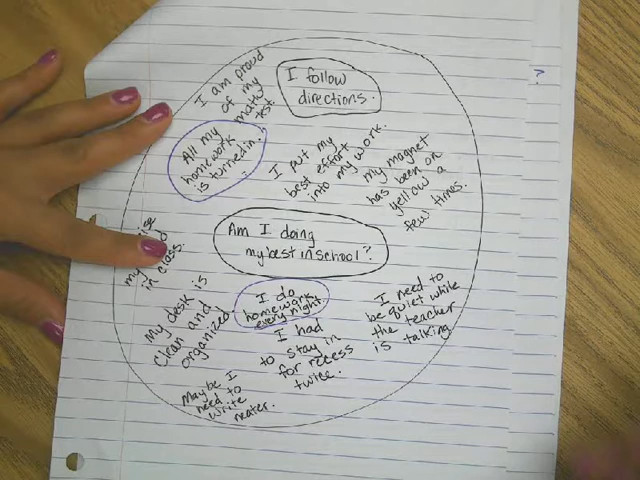 I am proud
of my
math
tst.
I follow
directions.
All my
homework
is turned in.
I put my
best effort
into my work.
my magnet
has been on
yellow a
few times.
Am I doing
my best in school?
my
in class.
My desk is
clean and
organized.
I do
homework
every night
I had
to stay in
for recess
twice.
I need to
be quiet while
the teacher
is talking
Maybe I
need to
write
neater.
?